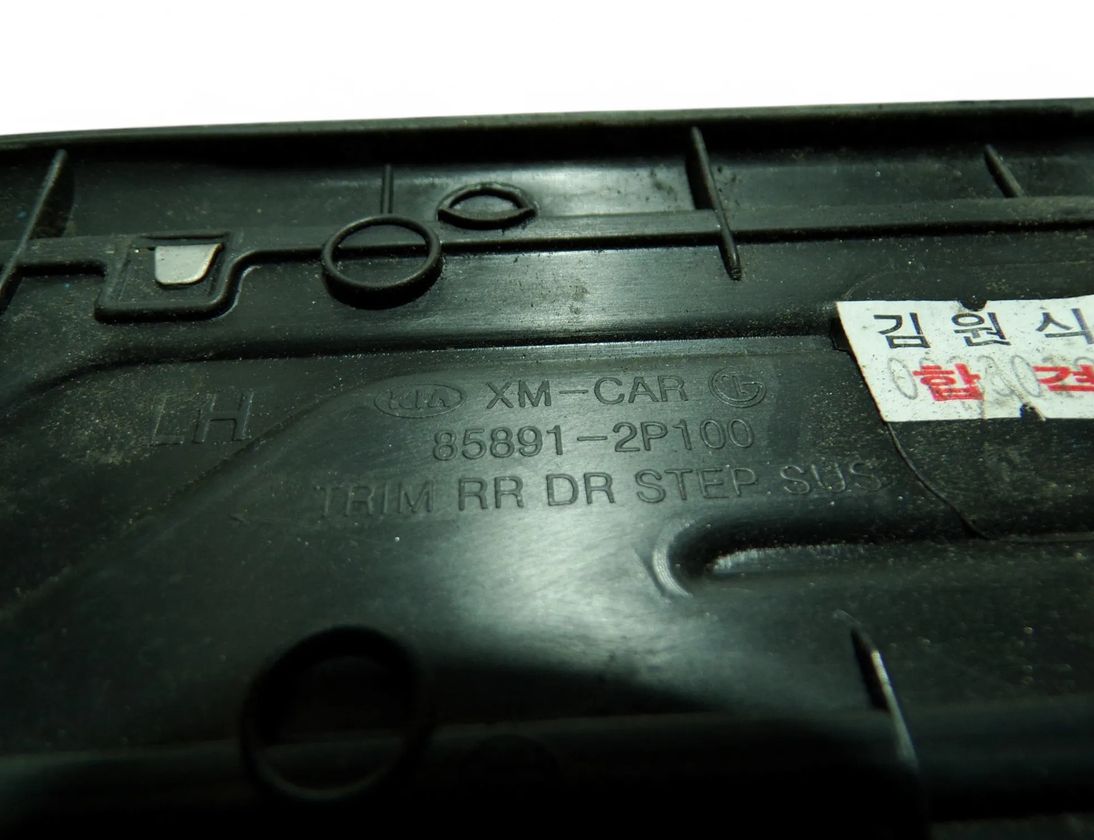 KIA XM-CAR
LH
85891-2P100
TRIM RR DR STEP SUS
김 원 식
합 격